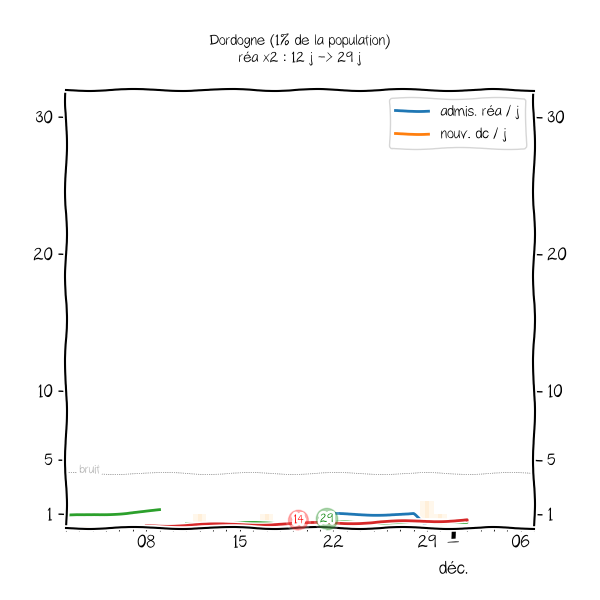 Dordogne (1% de la population)
réa x2 : 12 j -> 29 j
admis. réa / j
nouv. dc / j
30
30
20
20
10
10
5
5
bruit
1
1
14
29
08
15
22
29
06
déc.